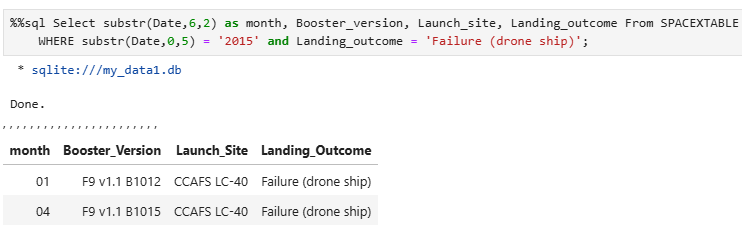 %%sql Select substr(Date,6,2) as month, Booster_version, Launch_site, Landing_outcome From SPACEXTABLE
WHERE substr(Date,0,5) = '2015' and Landing_outcome = 'Failure (drone ship)';
* sqlite:///my_data1.db
Done.
, , , , , , , , , , , , , , , , , , , , , , , ,
month Booster_Version Launch_Site Landing_Outcome
01 F9 v1.1 B1012 CCAFS LC-40 Failure (drone ship)
04 F9 v1.1 B1015 CCAFS LC-40 Failure (drone ship)